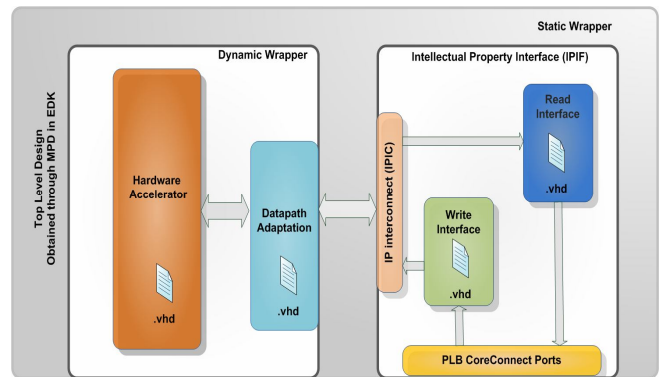 Static Wrapper
Dynamic Wrapper
Intellectual Property Interface (IPIF)
Top Level Design
Obtained through MPD in EDK
Hardware
Accelerator
.vhd
Datapath
Adaptation
.vhd
IP interconnect (IPIC)
Read
Interface
.vhd
Write
Interface
.vhd
PLB CoreConnect Ports